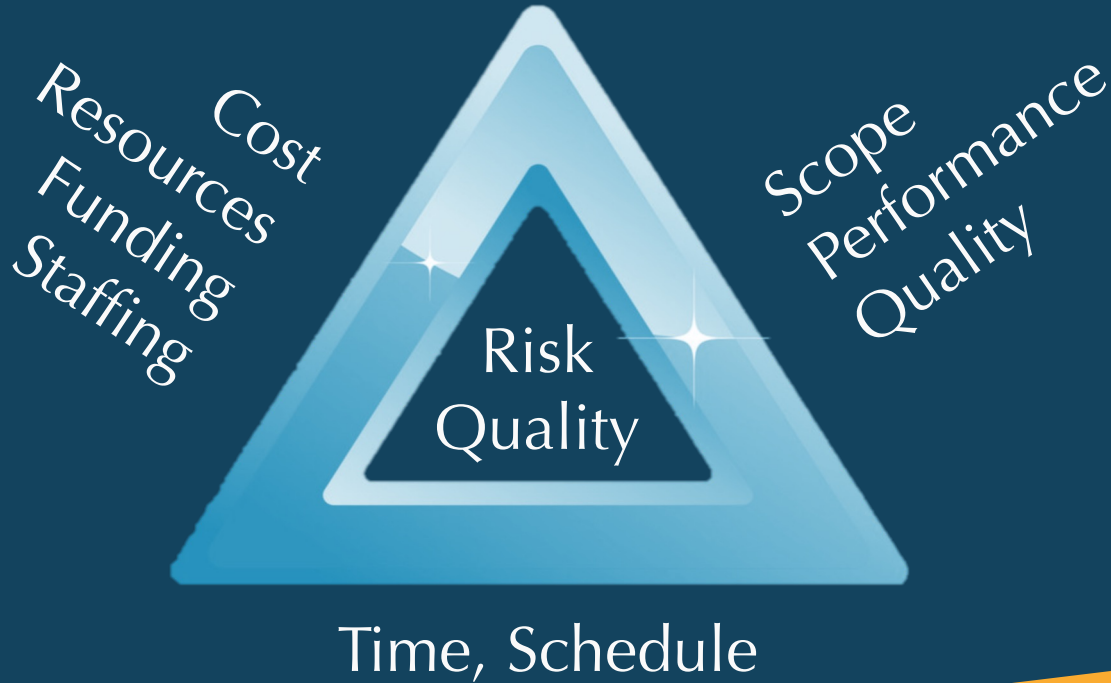 Cost
Resources
Funding
Staffing
Scope
Performance
Quality
Risk
Quality
Time, Schedule